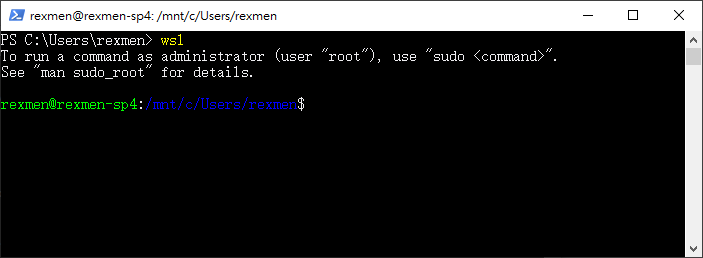 rexmen@rexmen-sp4: /mnt/c/Users/rexmen
PS C:\Users\rexmen> wsl
To run a command as administrator (user "root"), use "sudo <command>".
See "man sudo_root" for details.
rexmen@rexmen-sp4:/mnt/c/Users/rexmen$